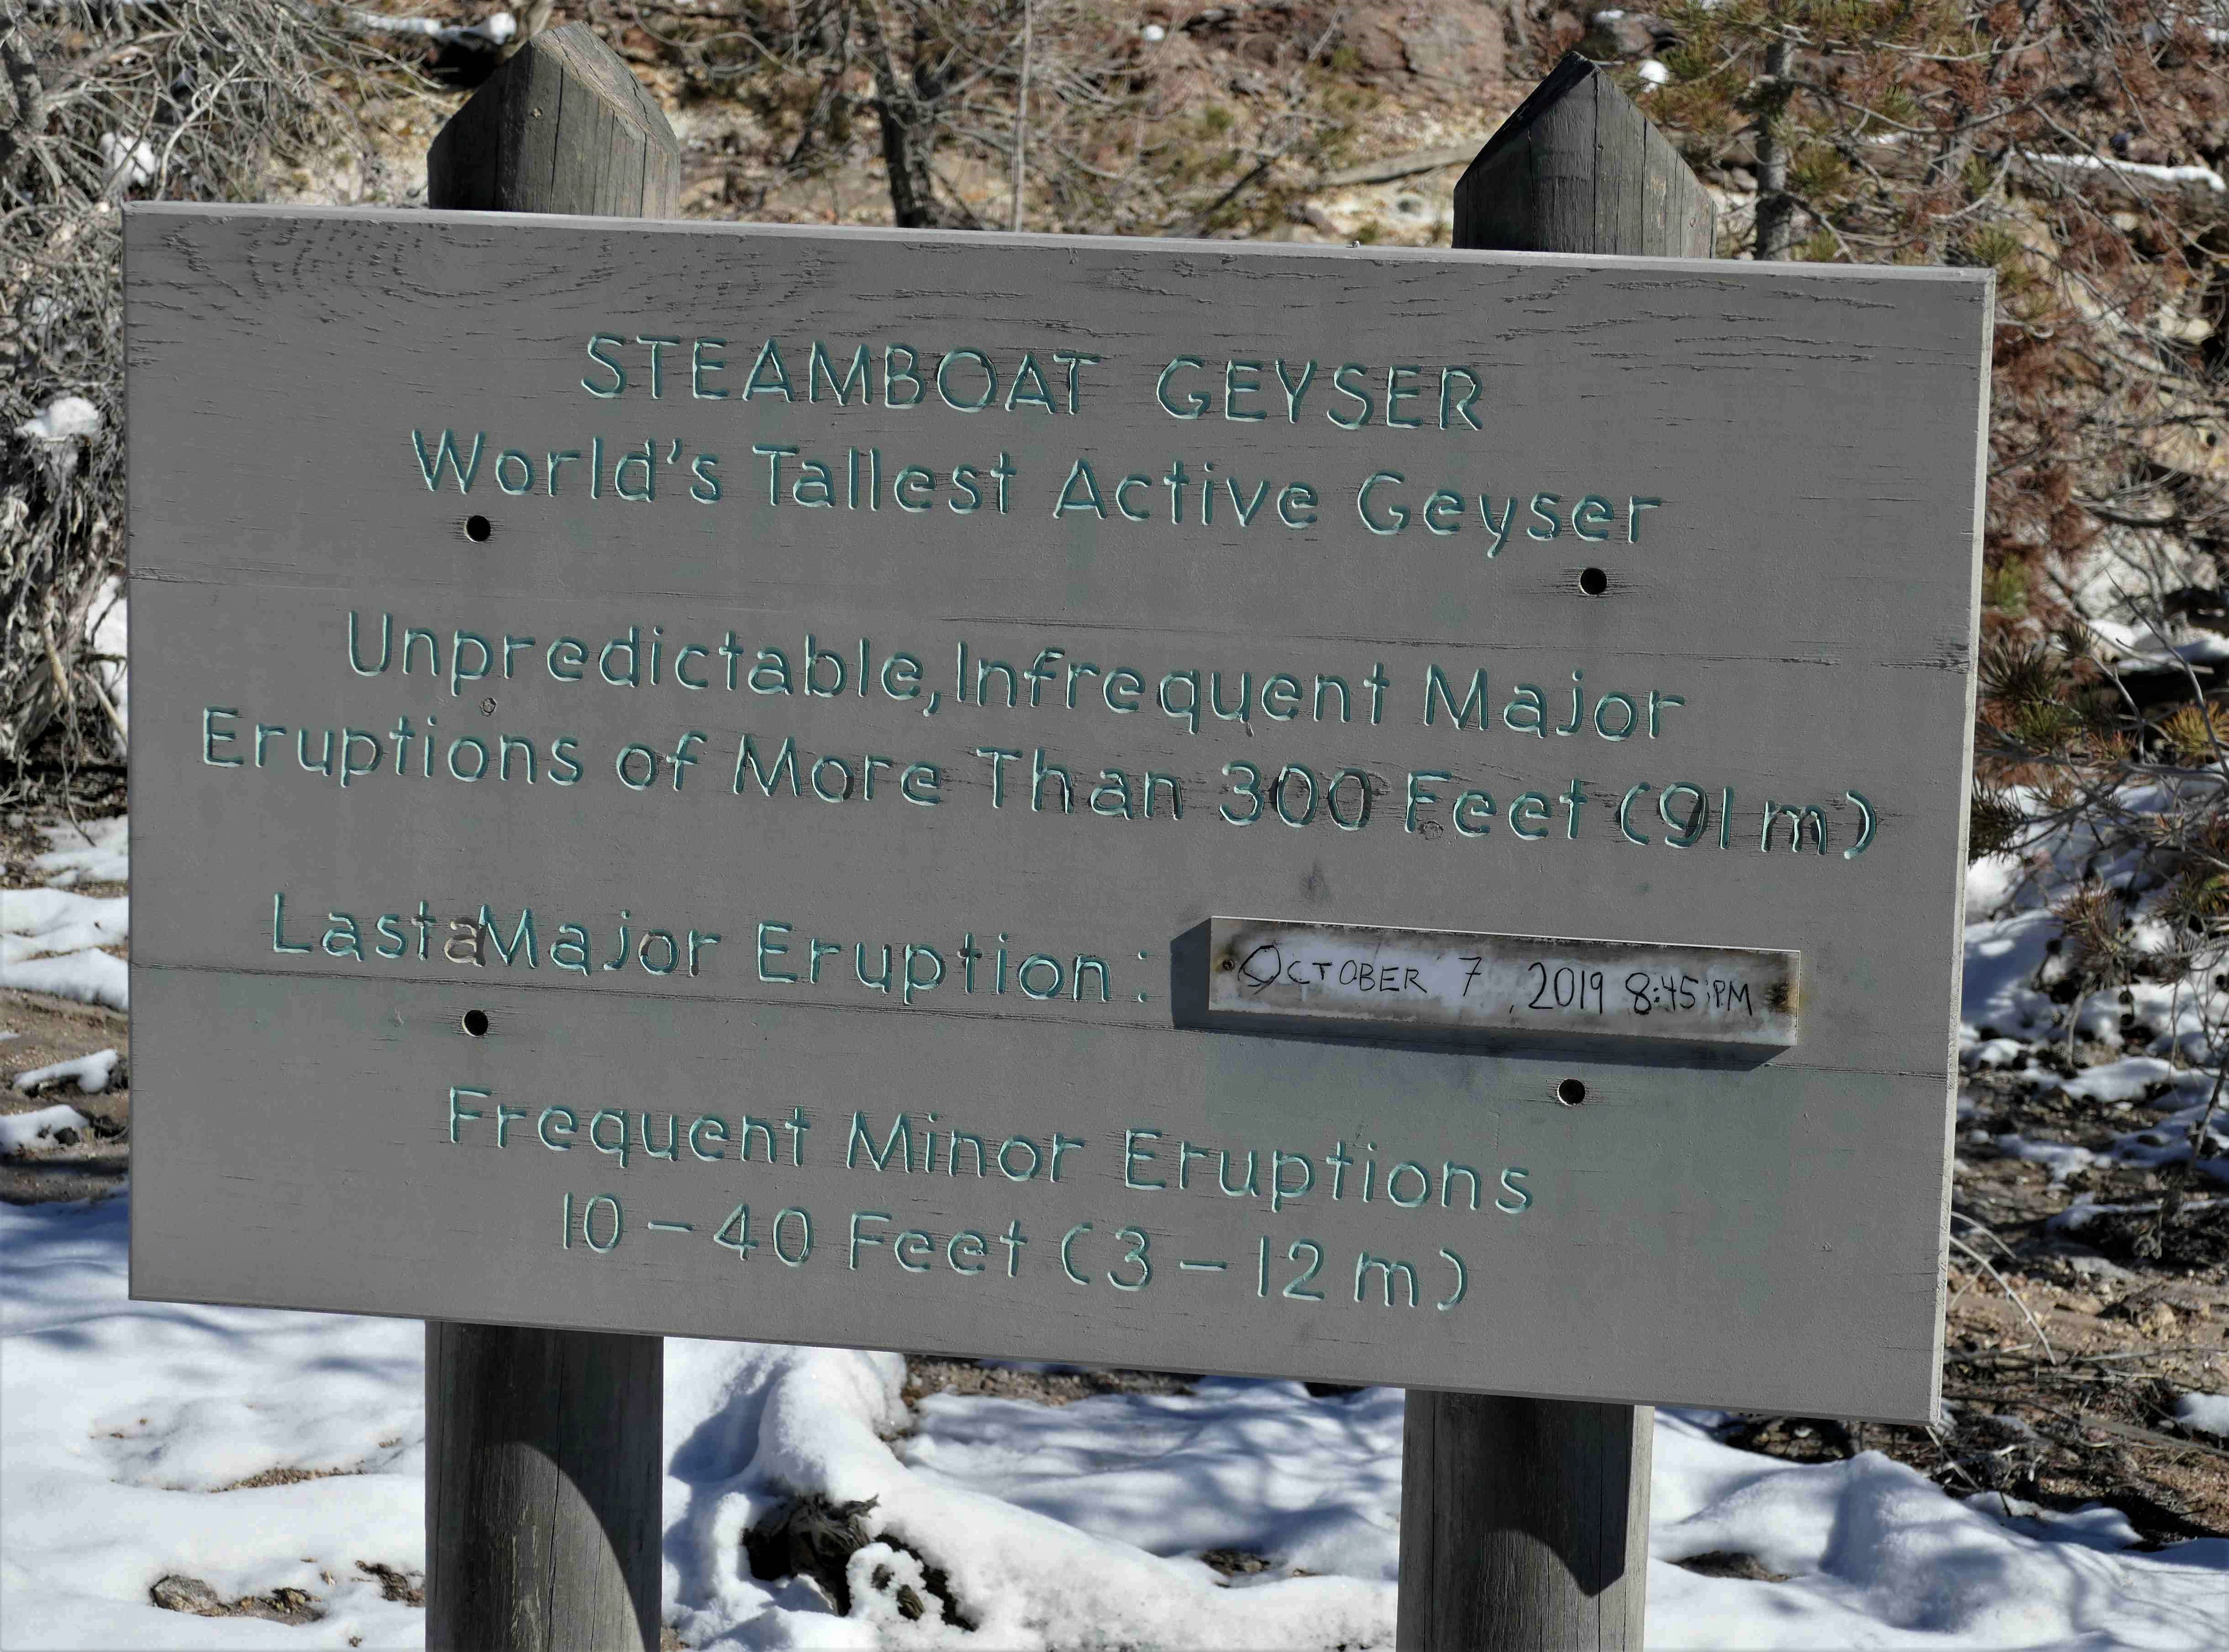 STEAMBOAT GEYSER
World's Tallest Active Geyser
Unpredictable, Infrequent Major
Eruptions of More Than 300 Feet (91m)
LastaMajor Eruption: OCTOBER 7, 2019 8:45 PM
Frequent Minor Eruptions
10-40 Feet (3-12 m)